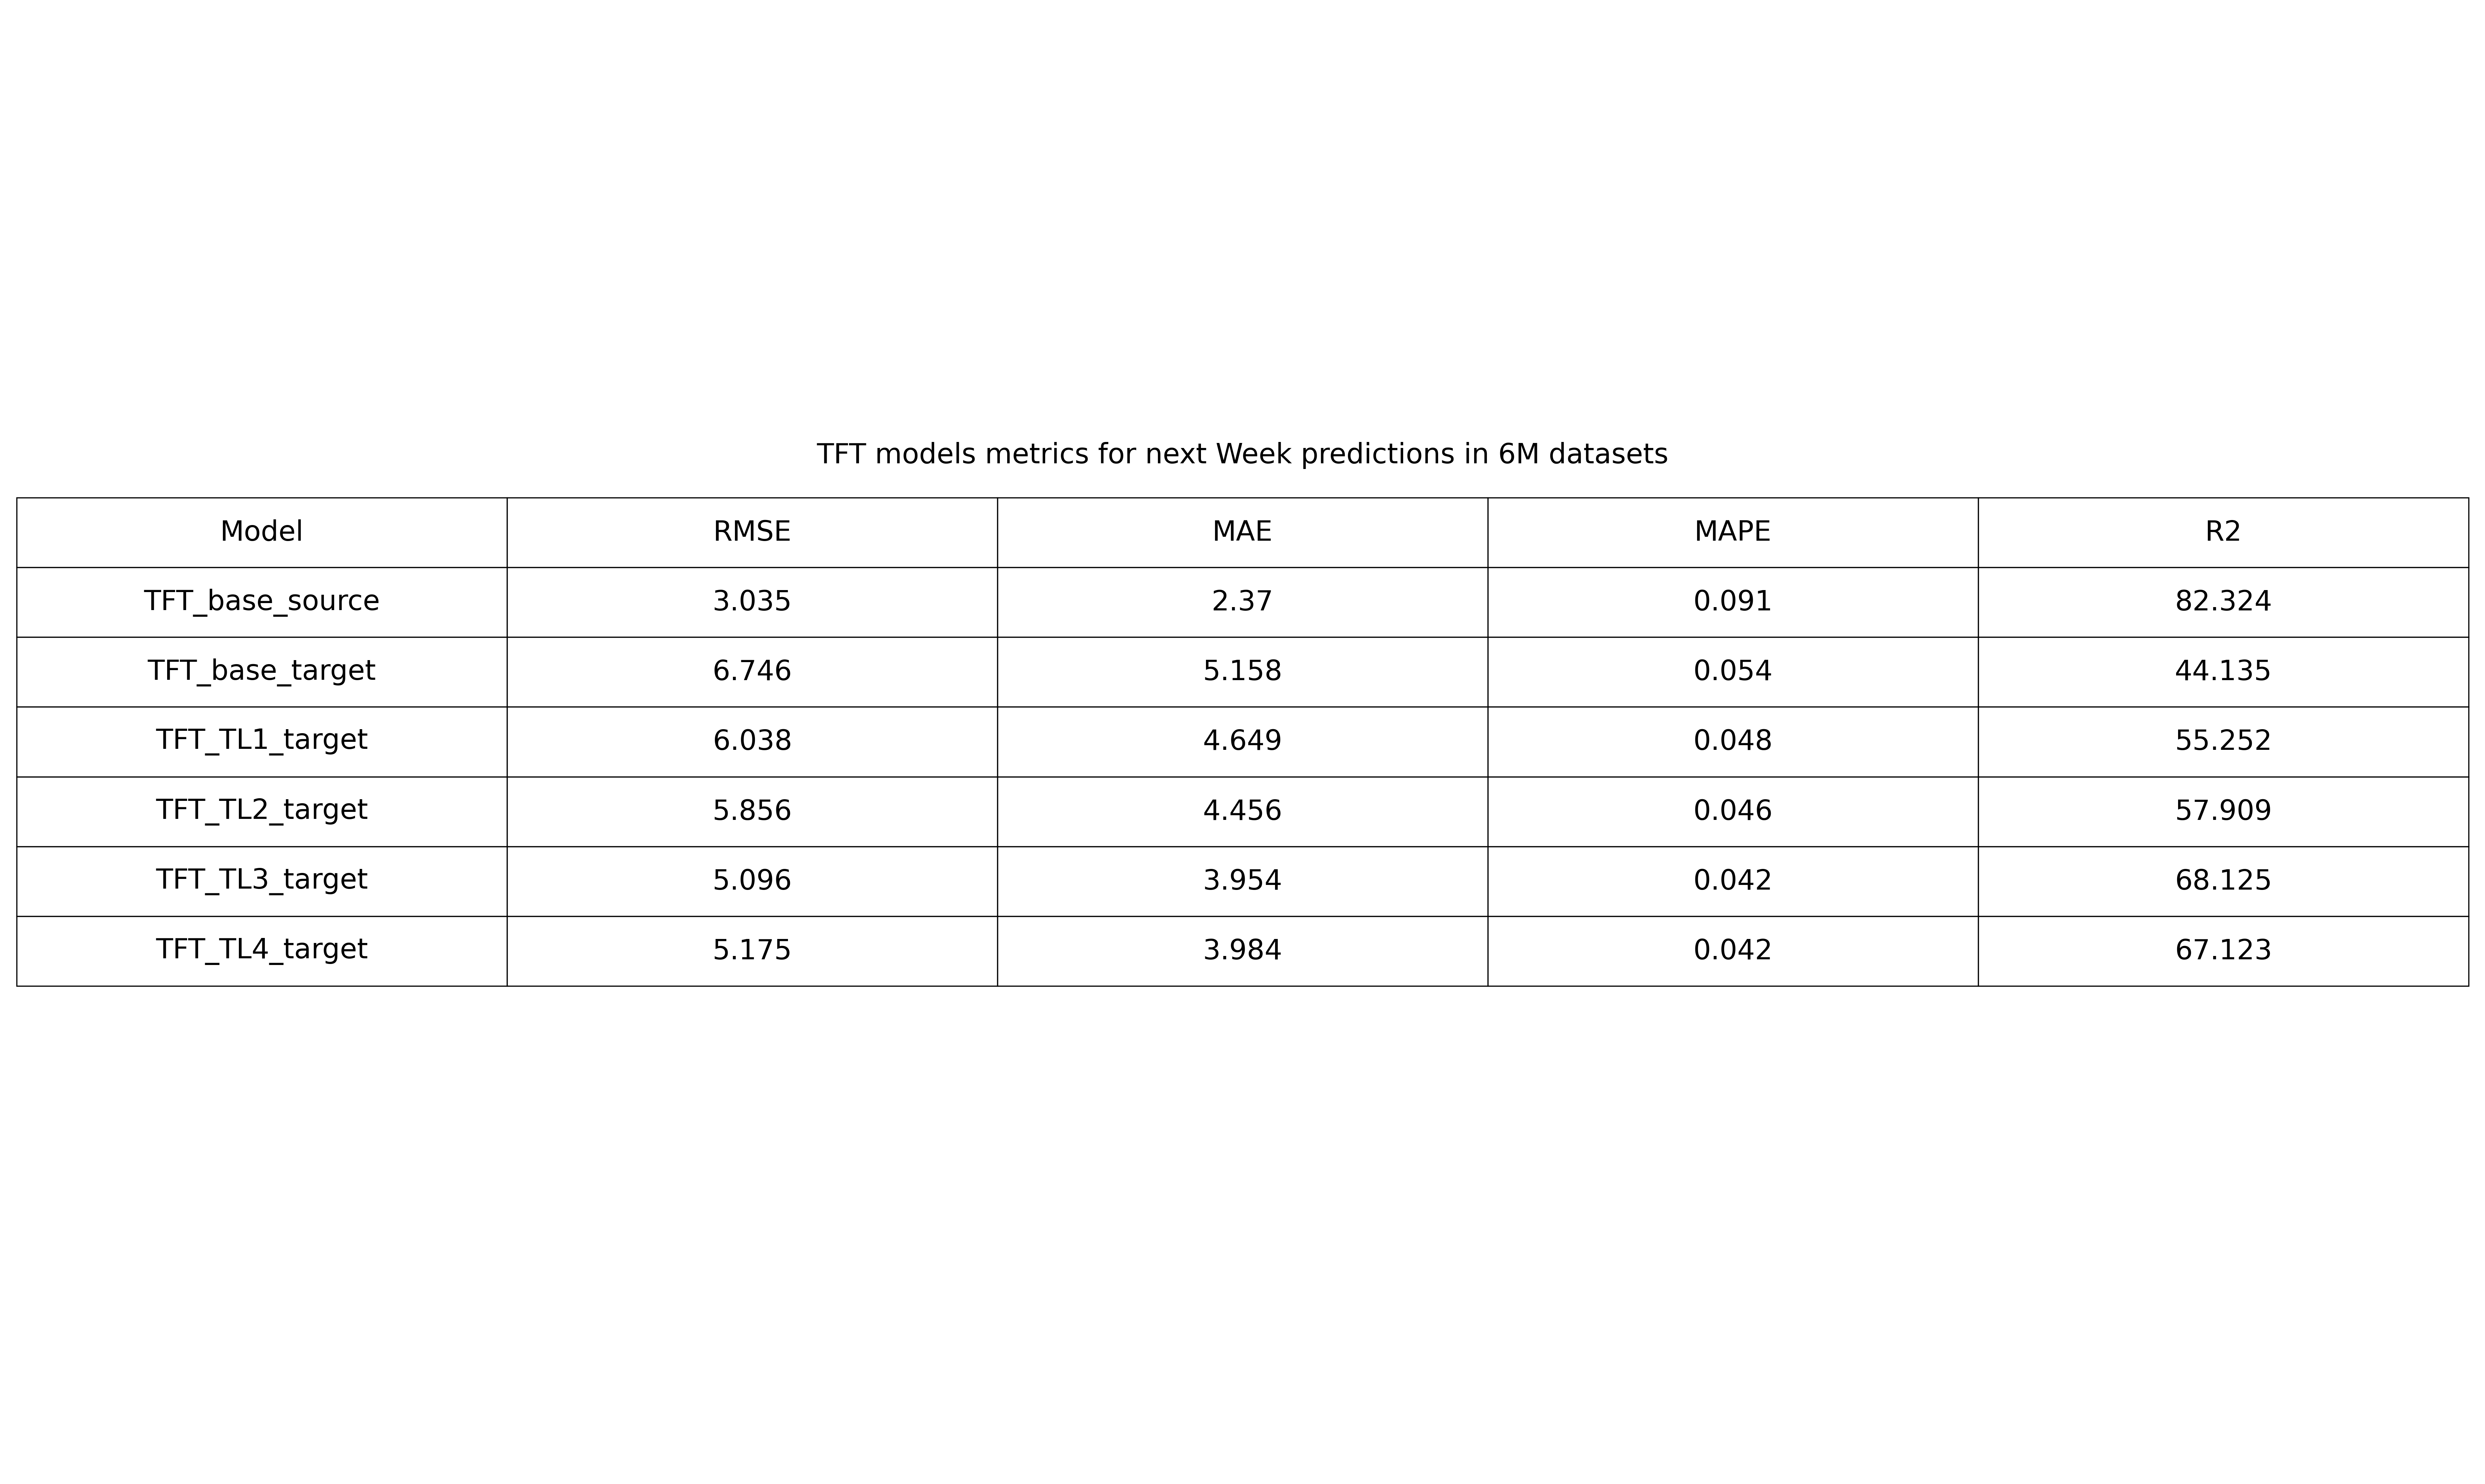 TFT models metrics for next Week predictions in 6M datasets
Model RMSE MAE MAPE R2
TFT_base_source 3.035 2.37 0.091 82.324
TFT_base_target 6.746 5.158 0.054 44.135
TFT_TL1_target 6.038 4.649 0.048 55.252
TFT_TL2_target 5.856 4.456 0.046 57.909
TFT_TL3_target 5.096 3.954 0.042 68.125
TFT_TL4_target 5.175 3.984 0.042 67.123